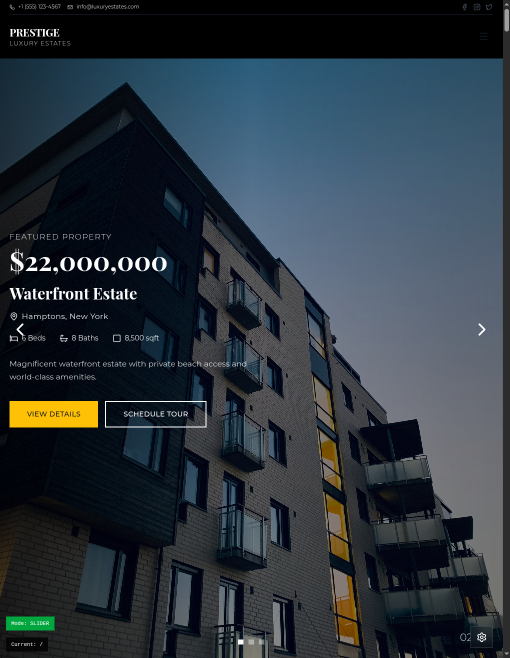 +1 (555) 123-4567 info@luxuryestates.com
PRESTIGE
LUXURY ESTATES
FEATURED PROPERTY
$22,000,000
Waterfront Estate
Hamptons, New York
6 Beds 8 Baths 8,500 sqft
Magnificent waterfront estate with private beach access and
world-class amenities.
VIEW DETAILS SCHEDULE TOUR
Mode: SLIDER
Current: /